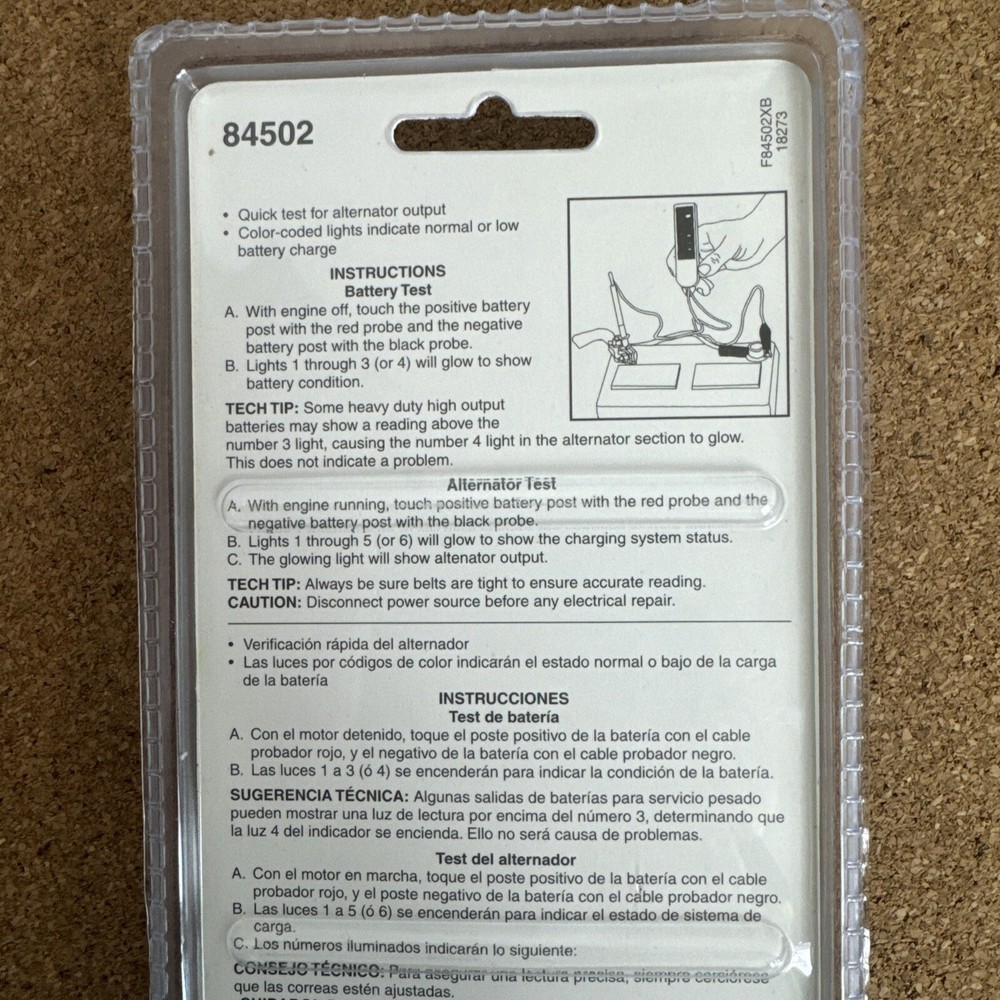 84502
F84502XB
18273
• Quick test for alternator output
• Color-coded lights indicate normal or low
battery charge
INSTRUCTIONS
Battery Test
A. With engine off, touch the positive battery
post with the red probe and the negative
battery post with the black probe.
B. Lights 1 through 3 (or 4) will glow to show
battery condition.
TECH TIP: Some heavy duty high output
batteries may show a reading above the
number 3 light, causing the number 4 light in the alternator section to glow.
This does not indicate a problem.
Alternator Test
A. With engine running, touch positive battery post with the red probe and the
negative battery post with the black probe.
B. Lights 1 through 5 (or 6) will glow to show the charging system status.
C. The glowing light will show altenator output.
TECH TIP: Always be sure belts are tight to ensure accurate reading.
CAUTION: Disconnect power source before any electrical repair.
• Verificación rápida del alternador
• Las luces por códigos de color indicarán el estado normal o bajo de la carga
de la batería
INSTRUCCIONES
Test de batería
A. Con el motor detenido, toque el poste positivo de la batería con el cable
probador rojo, y el negativo de la batería con el cable probador negro.
B. Las luces 1 a 3 (ó 4) se encenderán para indicar la condición de la batería.
SUGERENCIA TÉCNICA: Algunas salidas de baterías para servicio pesado
pueden mostrar una luz de lectura por encima del número 3, determinando que
la luz 4 del indicador se encienda. Ello no será causa de problemas.
Test del alternador
A. Con el motor en marcha, toque el poste positivo de la batería con el cable
probador rojo, y el poste negativo de la batería con el cable probador negro.
B. Las luces 1 a 5 (ó 6) se encenderán para indicar el estado de sistema de
carga.
C. Los números iluminados indicarán lo siguiente:
CONSEJO TÉCNICO: Para asegurar una lectura precisa, siempre cerciórese
que las correas estén ajustadas.